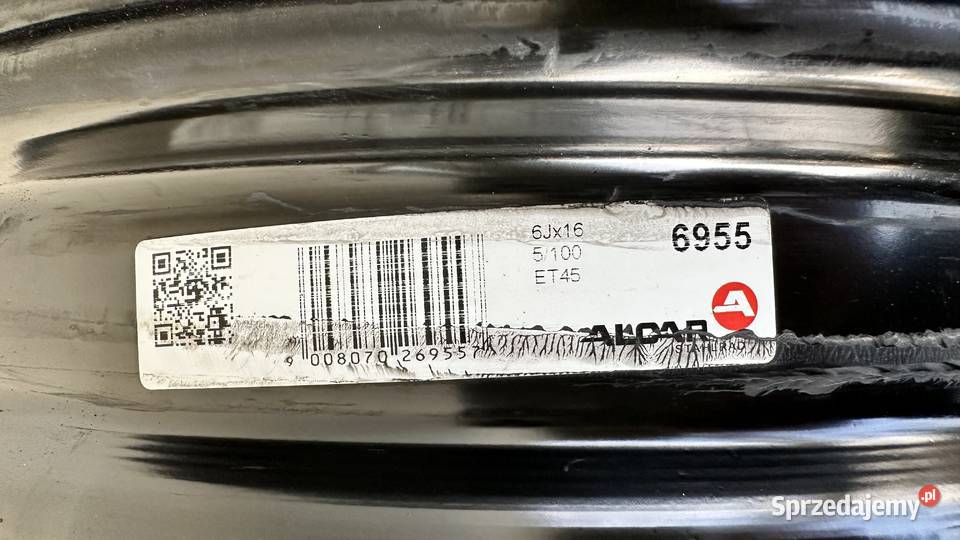 6Jx16
5/100
ET45
6955
A
ALCAR
9 008070 269557
Sprzedajemy.pl